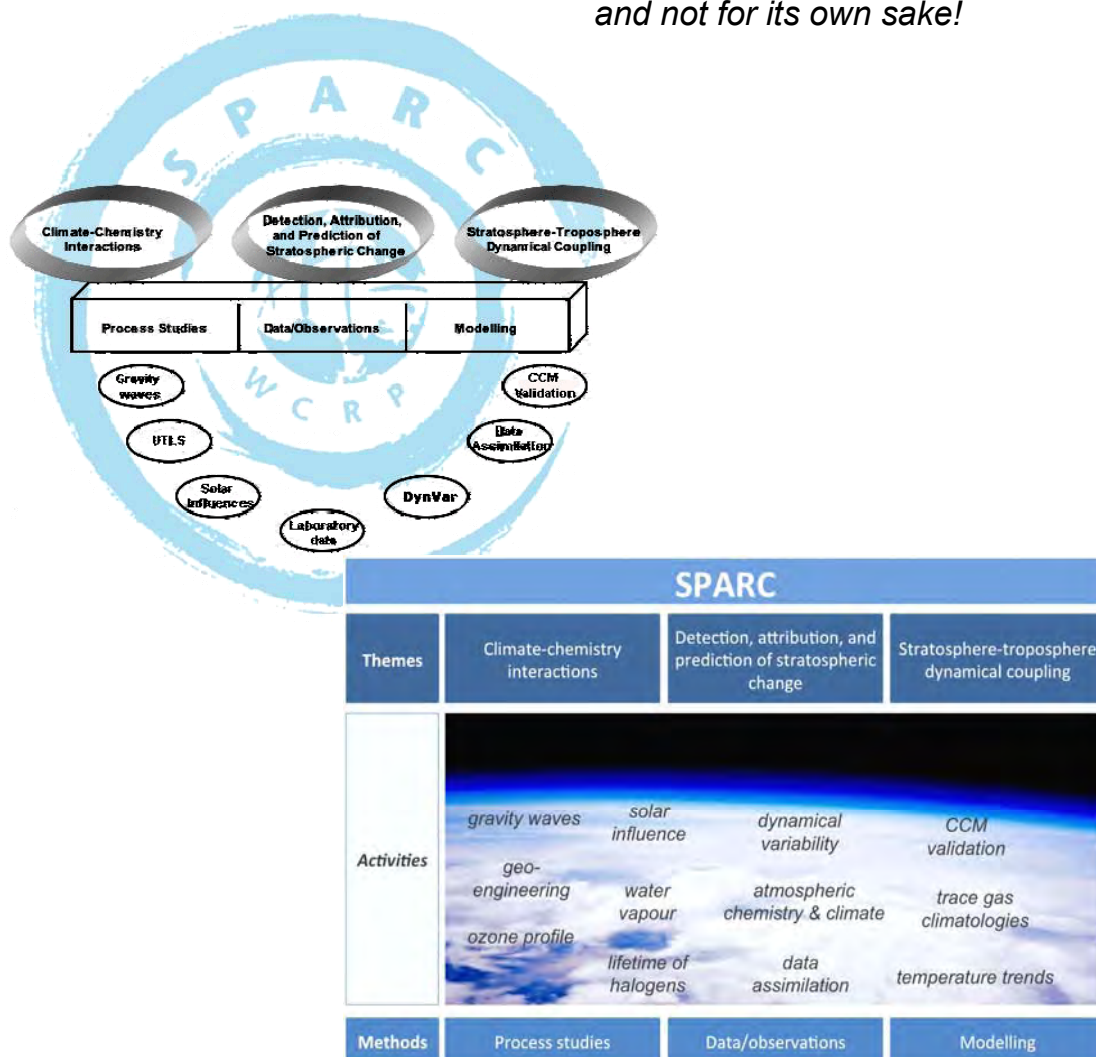 and not for its own sake!
SPARC
Climate-Chemistry
Interactions
Detection, Attribution,
and Prediction of
Stratospheric Change
Stratosphere-Troposphere
Dynamical Coupling
Process Studies
Data/Observations
Modelling
WCRP
Gravity
waves
UTLS
Solar
Influences
Laboratory
data
DynVar
Data
Assimilation
CCM
Validation
SPARC
Themes
Climate-chemistry
interactions
Detection, attribution, and
prediction of stratospheric
change
Stratosphere-troposphere
dynamical coupling
Activities
gravity waves
solar
influence
dynamical
variability
CCM
validation
geo-
engineering
water
vapour
atmospheric
chemistry & climate
trace gas
climatologies
ozone profile
lifetime of
halogens
data
assimilation
temperature trends
Methods
Process studies
Data/observations
Modelling